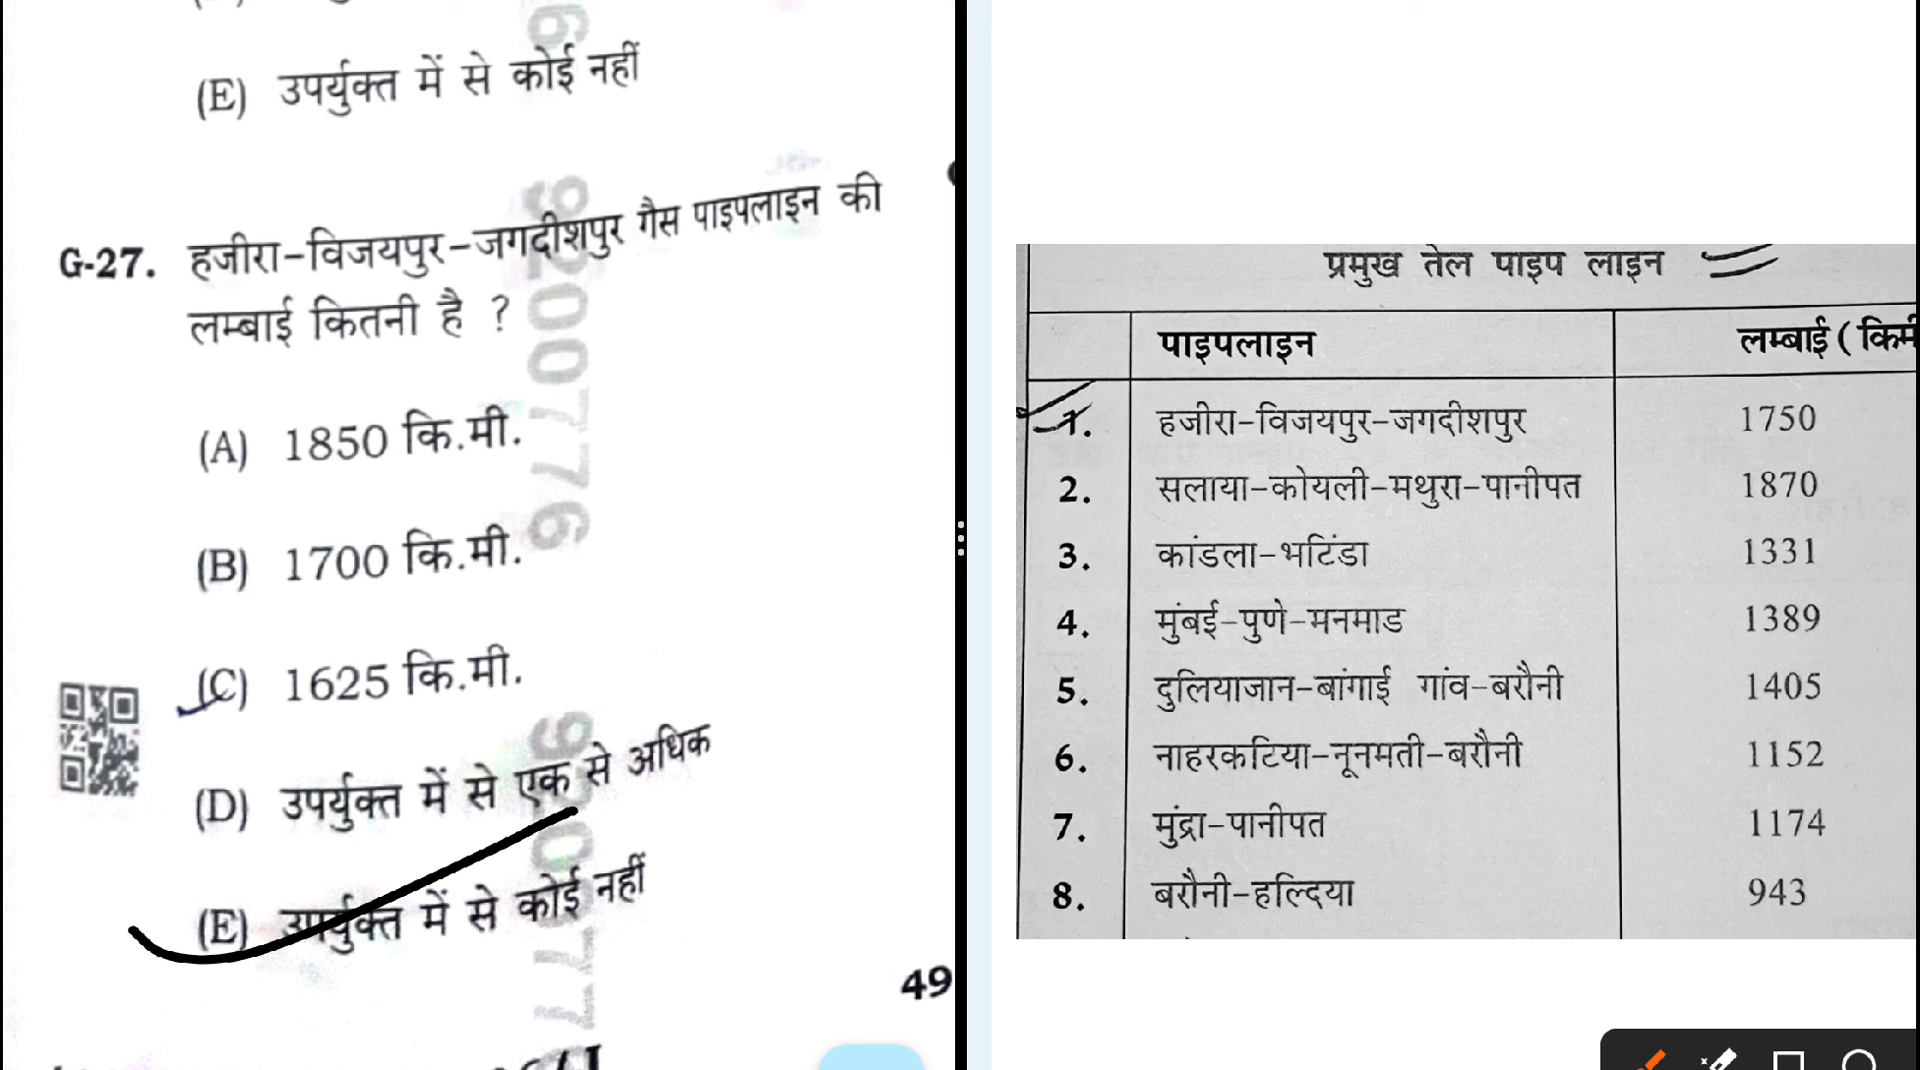 (E) उपर्युक्त में से कोई नहीं
G-27. हजीरा-विजयपुर-जगदीशपुर गैस पाइपलाइन की
लम्बाई कितनी है ?
(A) 1850 कि.मी.
(B) 1700 कि.मी.
(C) 1625 कि.मी.
(D) उपर्युक्त में से एक से अधिक
(E) उपर्युक्त में से कोई नहीं
49
9200776
प्रमुख तेल पाइप लाइन
पाइपलाइन लम्बाई (किमी
1. हजीरा-विजयपुर-जगदीशपुर 1750
2. सलाया-कोयली-मथुरा-पानीपत 1870
3. कांडला-भटिंडा 1331
4. मुंबई-पुणे-मनमाड 1389
5. दुलियाजान-बांगाई गांव-बरौनी 1405
6. नाहरकटिया-नूनमती-बरौनी 1152
7. मुंद्रा-पानीपत 1174
8. बरौनी-हल्दिया 943